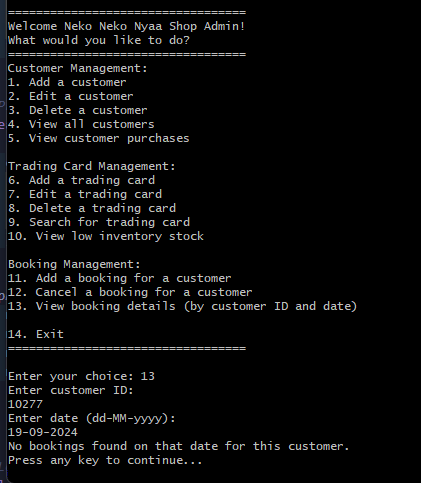 ==================================
Welcome Neko Neko Nyaa Shop Admin!
What would you like to do?
==================================
Customer Management:
1. Add a customer
2. Edit a customer
3. Delete a customer
4. View all customers
5. View customer purchases
Trading Card Management:
6. Add a trading card
7. Edit a trading card
8. Delete a trading card
9. Search for trading card
10. View low inventory stock
Booking Management:
11. Add a booking for a customer
12. Cancel a booking for a customer
13. View booking details (by customer ID and date)
14. Exit
==================================
Enter your choice: 13
Enter customer ID:
10277
Enter date (dd-MM-yyyy):
19-09-2024
No bookings found on that date for this customer.
Press any key to continue...